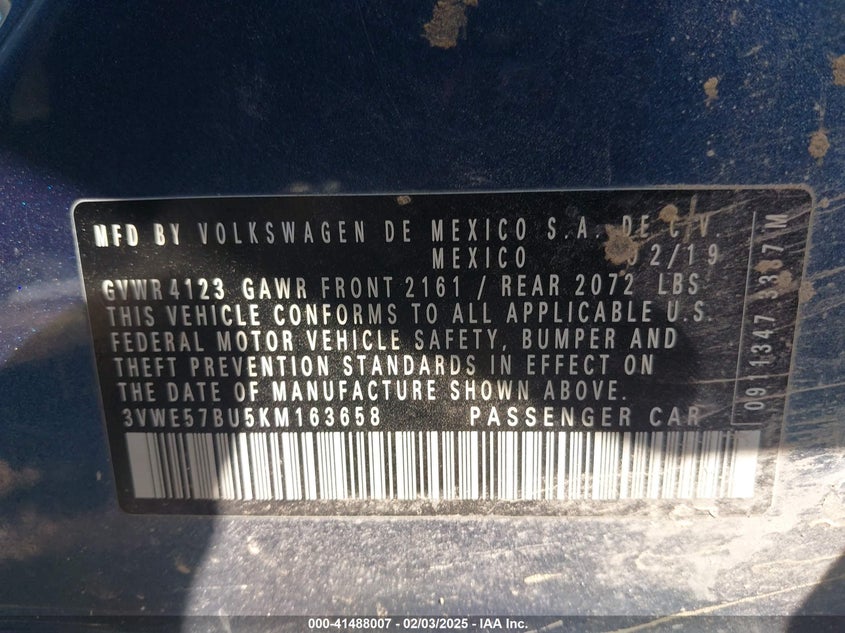 MFD BY VOLKSWAGEN DE MEXICO S.A. DE C.V.
MEXICO 02/19
GVWR 4123 GAWR FRONT 2161 / REAR 2072 LBS
THIS VEHICLE CONFORMS TO ALL APPLICABLE U.S.
FEDERAL MOTOR VEHICLE SAFETY, BUMPER AND
THEFT PREVENTION STANDARDS IN EFFECT ON
THE DATE OF MANUFACTURE SHOWN ABOVE.
3VWE57BU5KM163658 PASSENGER CAR
0911347 3387 M
000-41488007 - 02/03/2025 - IAA Inc.